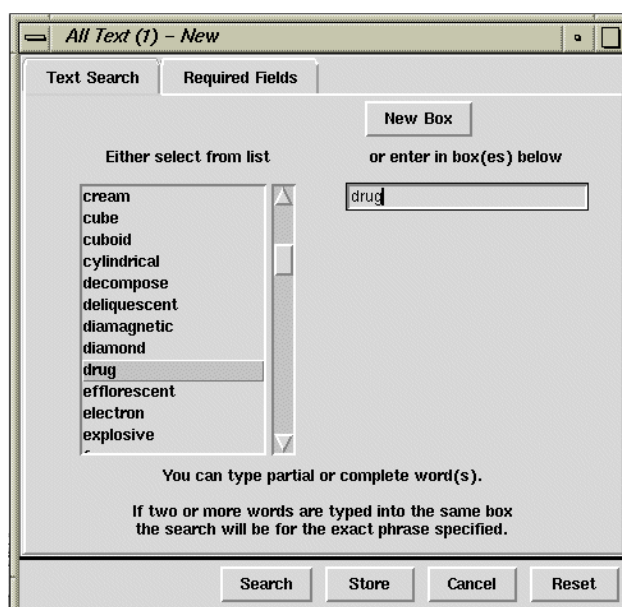 All Text (1) – New
Text Search
Required Fields
New Box
Either select from list
or enter in box(es) below
cream
cube
cuboid
cylindrical
decompose
deliquescent
diamagnetic
diamond
drug
efflorescent
electron
explosive
drug
You can type partial or complete word(s).
If two or more words are typed into the same box
the search will be for the exact phrase specified.
Search
Store
Cancel
Reset